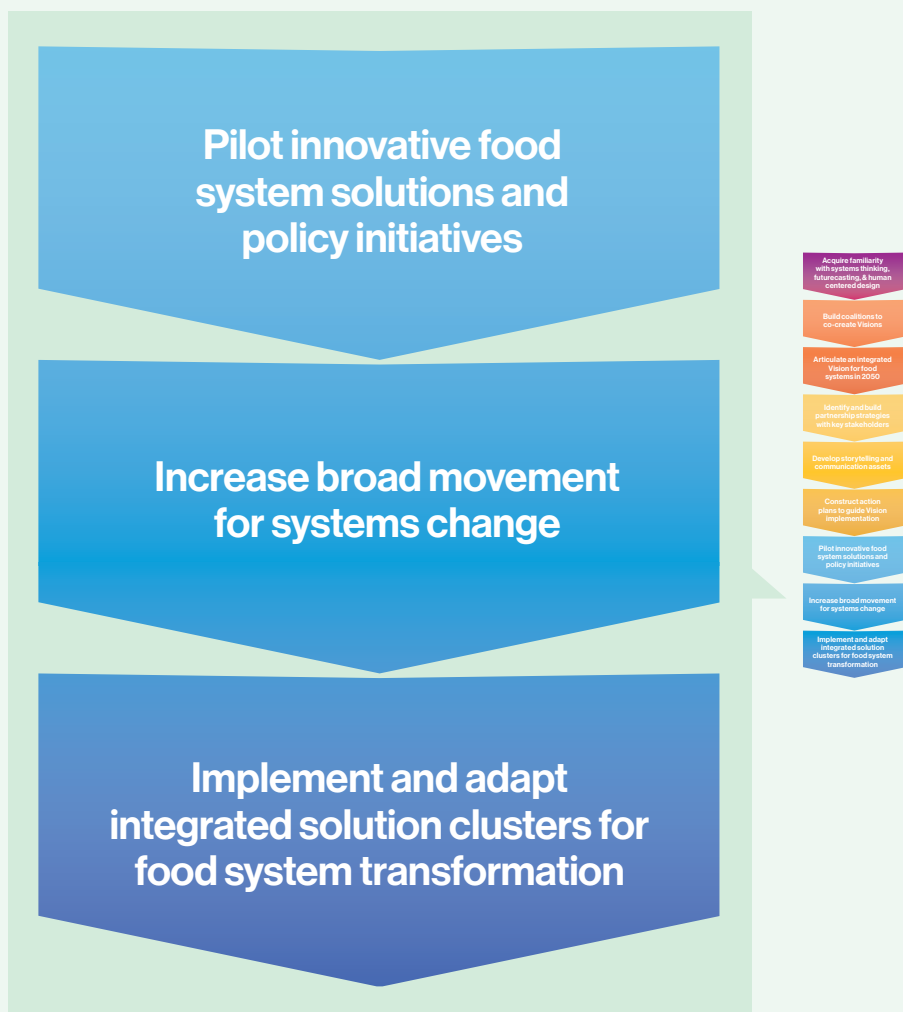 Pilot innovative food
system solutions and
policy initiatives
Increase broad movement
for systems change
Implement and adapt
integrated solution clusters for
food system transformation
Acquire familiarity
with systems thinking,
futurecasting, & human
centered design
Build coalitions to
co-create Visions
Articulate an integrated
Vision for food
systems in 2050
Identify and build
partnership strategies
with key stakeholders
Develop storytelling and
communication assets
Construct action
plans to guide Vision
implementation
Pilot innovative food
system solutions and
policy initiatives
Increase broad movement
for systems change
Implement and adapt
integrated solution
clusters for food system
transformation